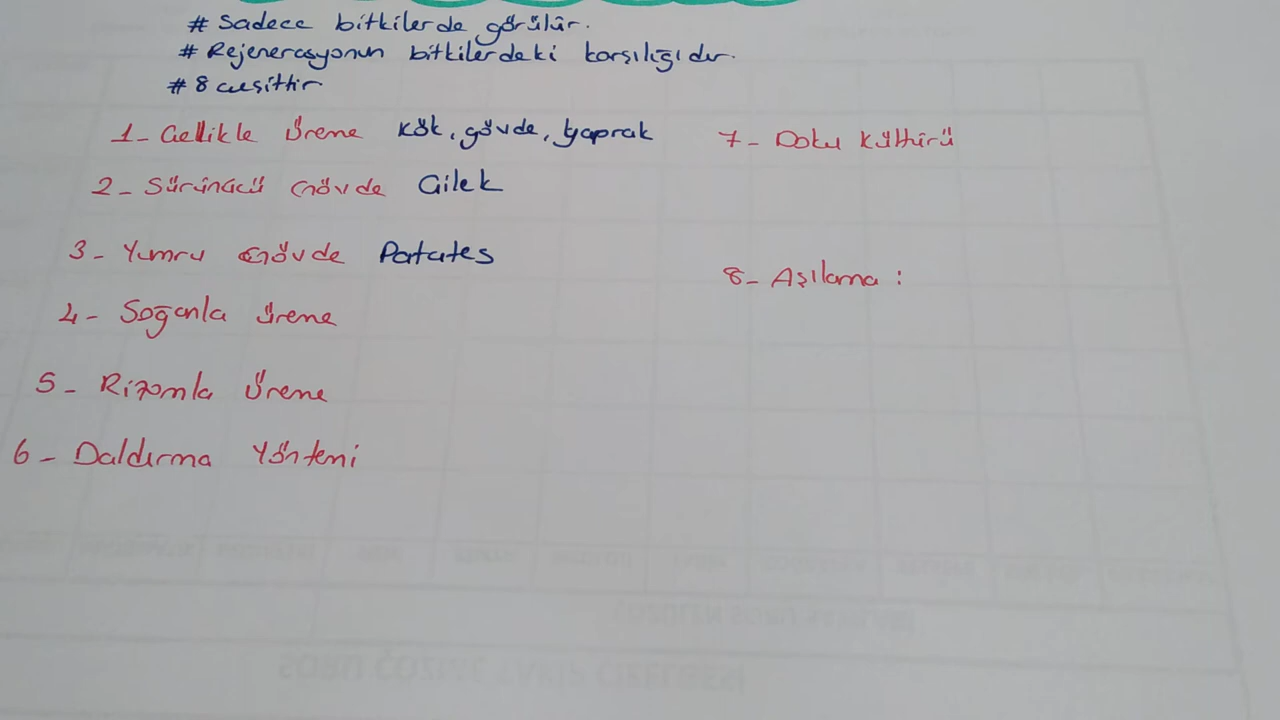 # Sadece bitkilerde görülür.
# Rejenerasyonun bitkilerdeki karşılığıdır.
# 8 çeşittir
1- Çelikle Üreme Kök, gövde, yaprak
2- Sürünücü Gövde Çilek
3- Yumru Gövde Patates
4- Soğanla Üreme
5- Rizomla Üreme
6- Daldırma Yöntemi
7- Doku Kültürü
8- Aşılama :